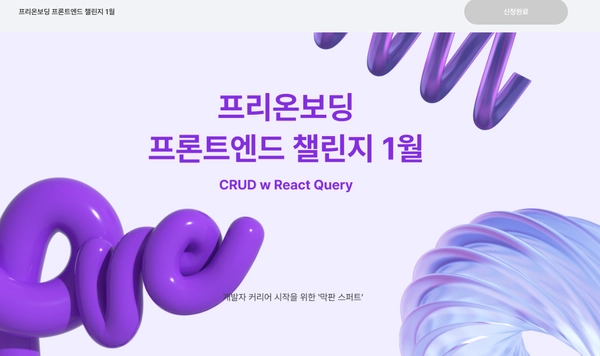 프리온보딩 프론트엔드 챌린지 1월
신청완료
프리온보딩
프론트엔드 챌린지 1월
CRUD w React Query
개발자 커리어 시작을 위한 '막판 스퍼트'